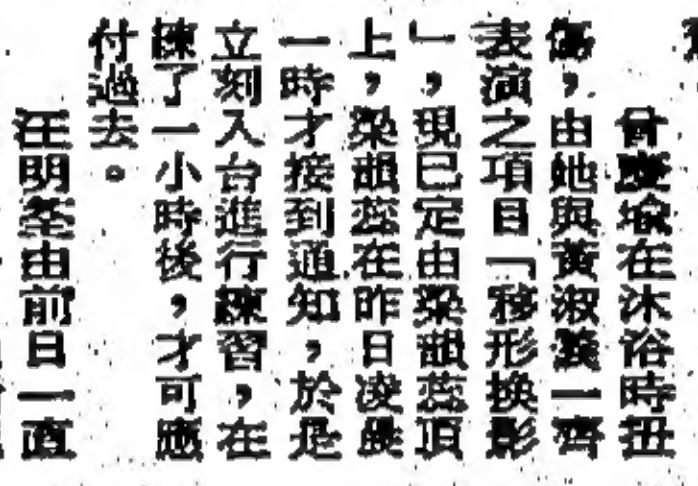 曾慶瑜在沐浴時扭
傷，由她與黃淑儀一齊
表演之項目「移形換影
」，現已定由梁韻蕊頂
上，梁韻蕊在昨日凌晨
一時才接到通知，於是
立刻入台進行練習，在
練了一小時後，才可應
付過去。
汪明荃由前日一直